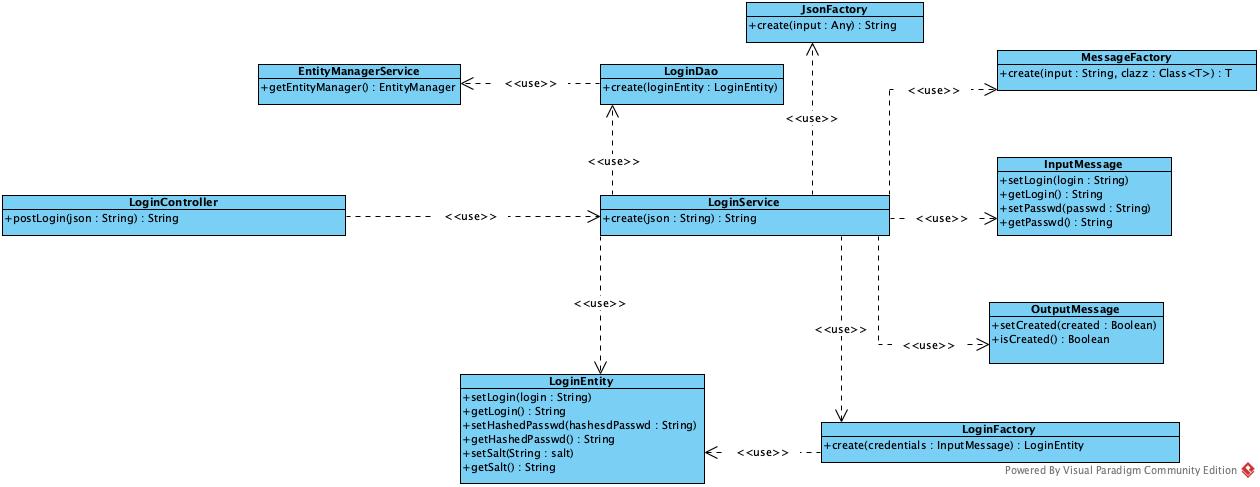 JsonFactory
+create(input : Any) : String
MessageFactory
+create(input : String, clazz : Class<T>) : T
EntityManagerService
+getEntityManager() : EntityManager
<<use>>
LoginDao
+create(loginEntity : LoginEntity)
<<use>>
<<use>>
<<use>>
InputMessage
+setLogin(login : String)
+getLogin() : String
+setPasswd(passwd : String)
+getPasswd() : String
LoginController
+postLogin(json : String) : String
<<use>>
LoginService
+create(json : String) : String
<<use>>
<<use>>
OutputMessage
+setCreated(created : Boolean)
+isCreated() : Boolean
<<use>>
<<use>>
LoginEntity
+setLogin(login : String)
+getLogin() : String
+setHashedPasswd(hashesdPasswd : String)
+getHashedPasswd() : String
+setSalt(String : salt)
+getSalt() : String
<<use>>
LoginFactory
+create(credentials : InputMessage) : LoginEntity
Powered By Visual Paradigm Community Edition